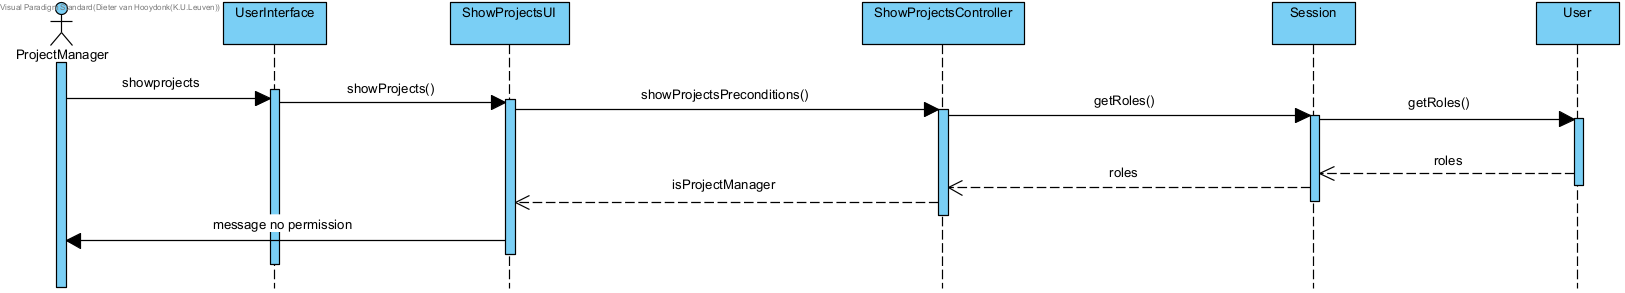 Visual Paradigm Standard(Dieter van Hooydonk(K.U.Leuven))
UserInterface
ShowProjectsUI
ShowProjectsController
Session
User
ProjectManager
showprojects
showProjects()
showProjectsPreconditions()
getRoles()
getRoles()
roles
roles
isProjectManager
message no permission